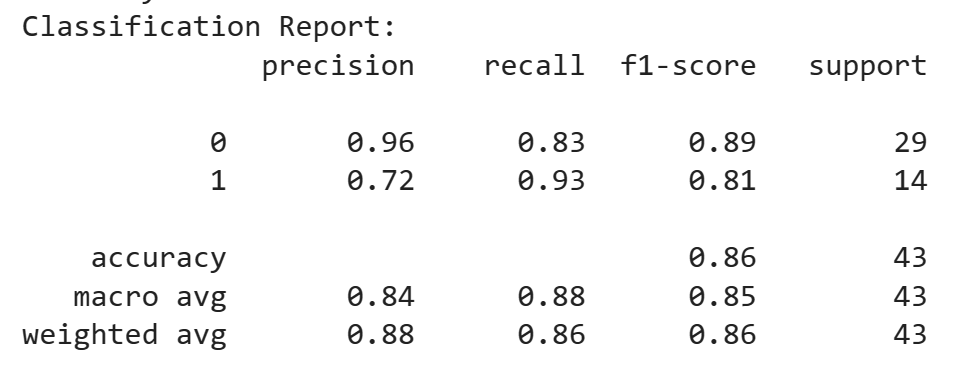 Classification Report:
precision recall f1-score support
0 0.96 0.83 0.89 29
1 0.72 0.93 0.81 14
accuracy 0.86 43
macro avg 0.84 0.88 0.85 43
weighted avg 0.88 0.86 0.86 43